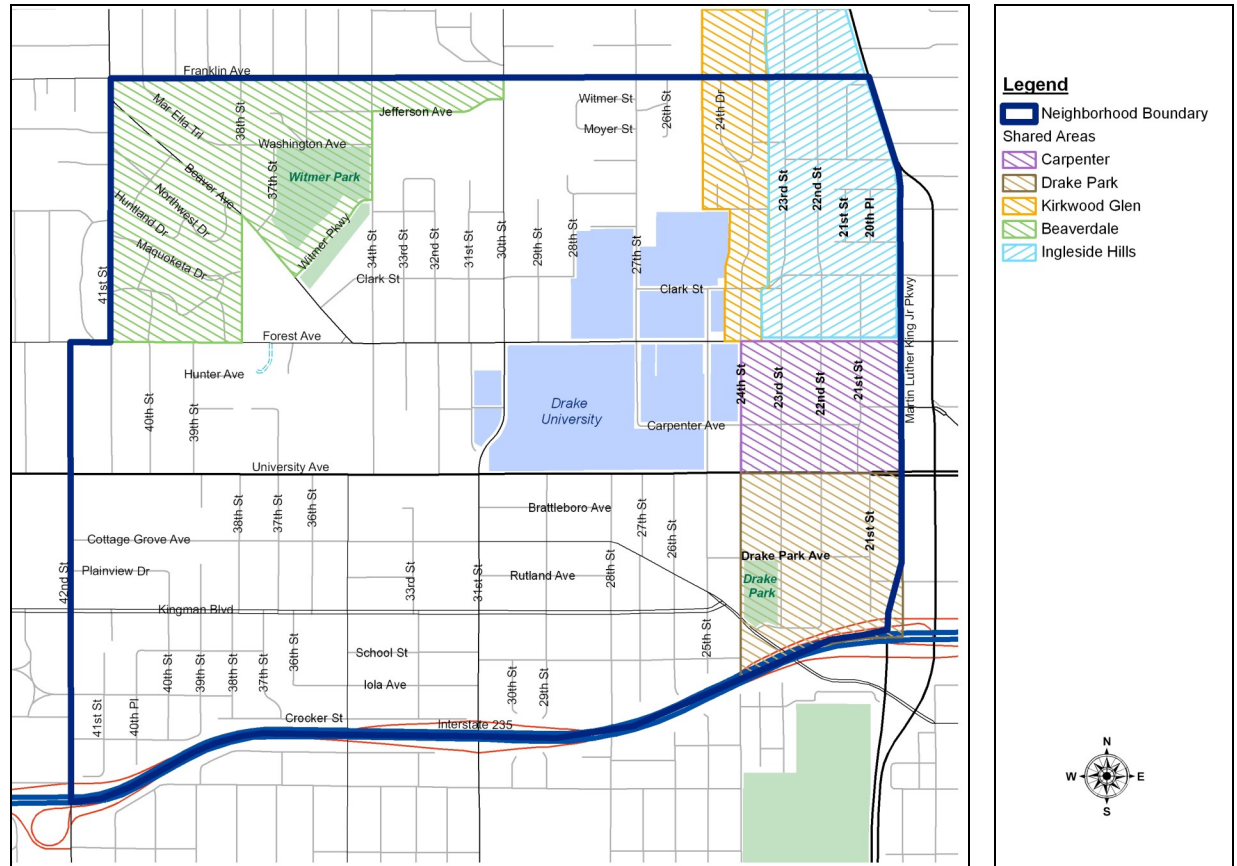 Franklin Ave
Mar Ella Trl
38th St
Jefferson Ave
Witmer St
26th St
24th Dr
Moyer St
Washington Ave
37th St
Witmer Park
Beaver Ave
Northwest Dr
Huntland Dr
Maquoketa Dr
Witmer Pkwy
34th St
33rd St
32nd St
31st St
30th St
29th St
28th St
27th St
23rd St
22nd St
21st St
20th Pl
41st St
Clark St
Clark St
Forest Ave
Martin Luther King Jr Pkwy
Hunter Ave
40th St
39th St
Drake
University
Carpenter Ave
24th St
23rd St
22nd St
21st St
University Ave
38th St
37th St
36th St
Brattleboro Ave
27th St
26th St
21st St
Cottage Grove Ave
Drake Park Ave
Plainview Dr
42nd St
33rd St
31st St
Rutland Ave
28th St
Drake
Park
Kingman Blvd
25th St
36th St
School St
40th St
39th St
38th St
37th St
Iola Ave
30th St
29th St
41st St
40th Pl
Crocker St
Interstate 235
Legend
Neighborhood Boundary
Shared Areas
Carpenter
Drake Park
Kirkwood Glen
Beaverdale
Ingleside Hills
N
W
E
S